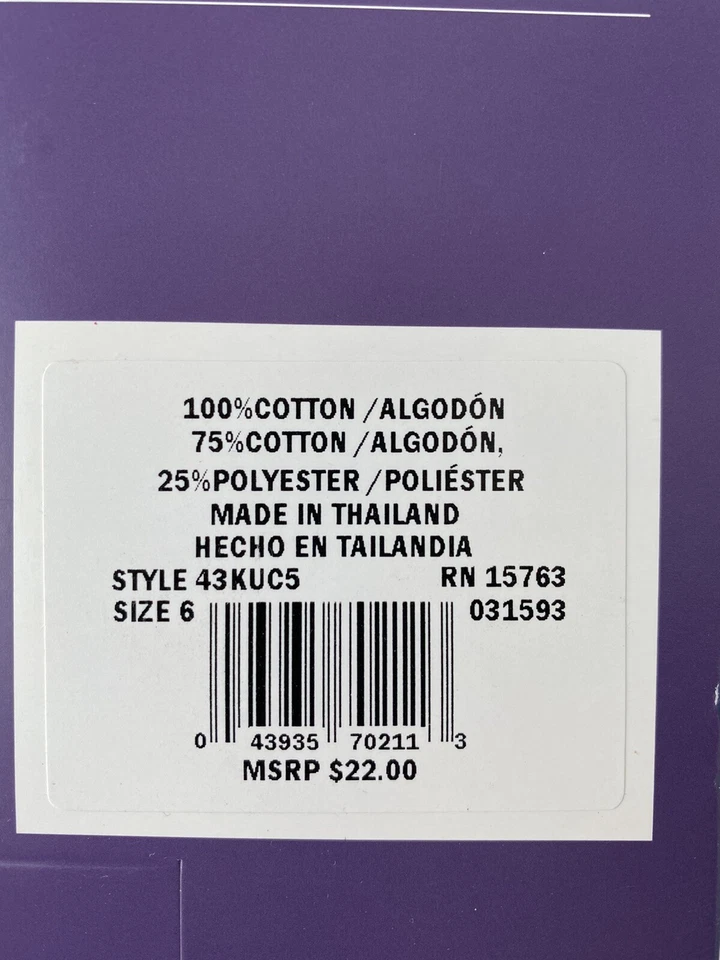 100%COTTON /ALGODÓN
75%COTTON /ALGODÓN,
25%POLYESTER /POLIÉSTER
MADE IN THAILAND
HECHO EN TAILANDIA
STYLE 43KUC5 RN 15763
SIZE 6 031593
0 43935 70211 3
MSRP $22.00